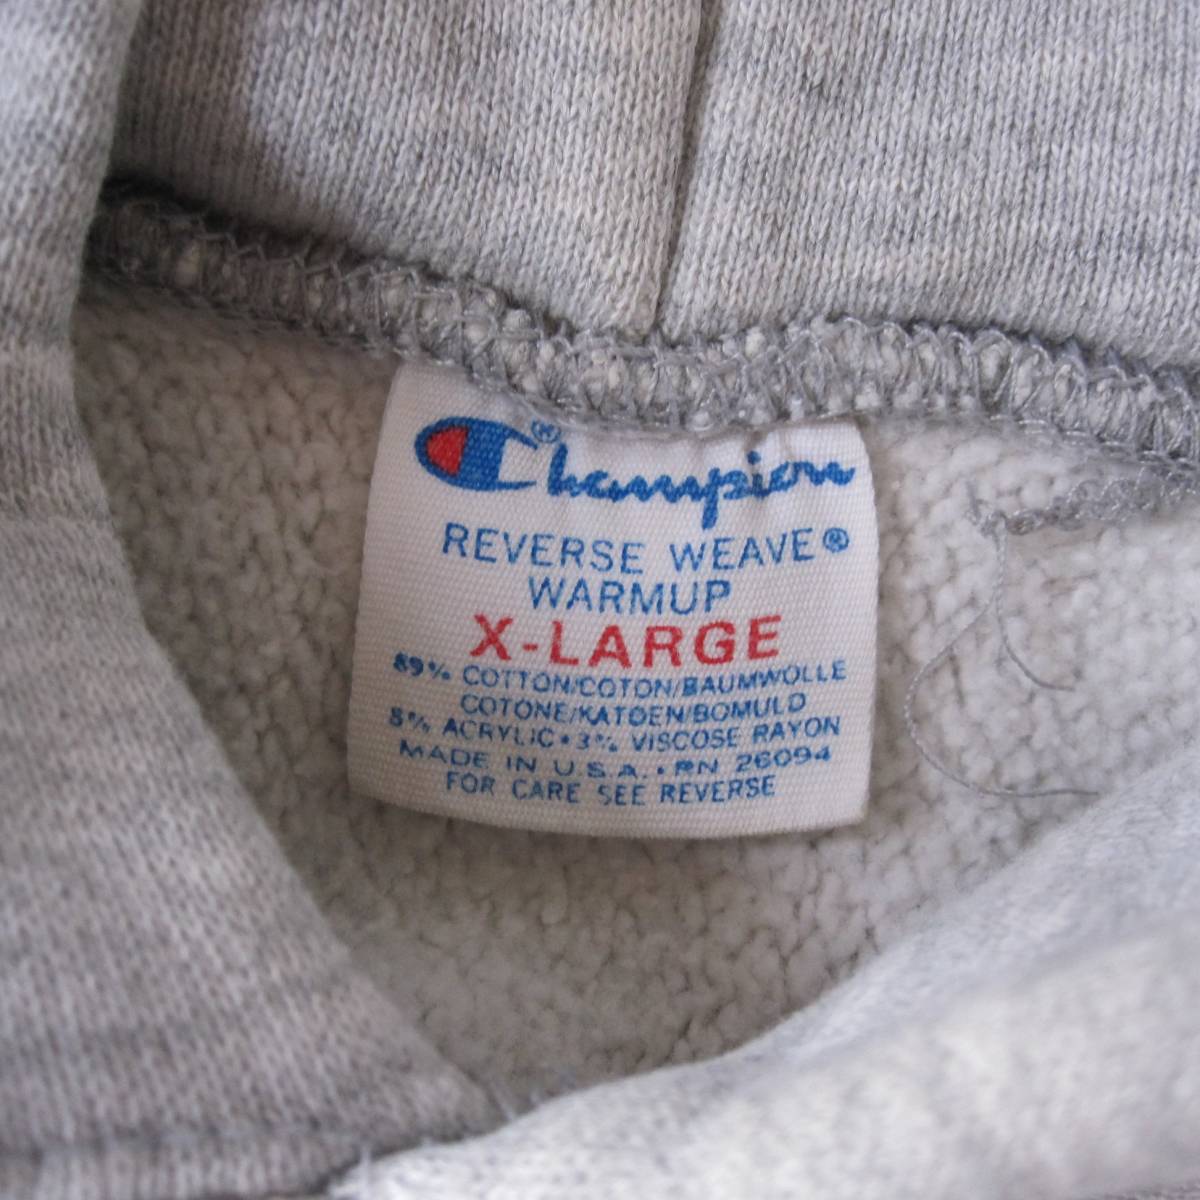 Champion®
REVERSE WEAVE®
WARMUP
X-LARGE
89% COTTON/COTON/BAUMWOLLE
COTONE/KATOEN/BOMULD
8% ACRYLIC•3% VISCOSE RAYON
MADE IN U.S.A.•RN 26094
FOR CARE SEE REVERSE